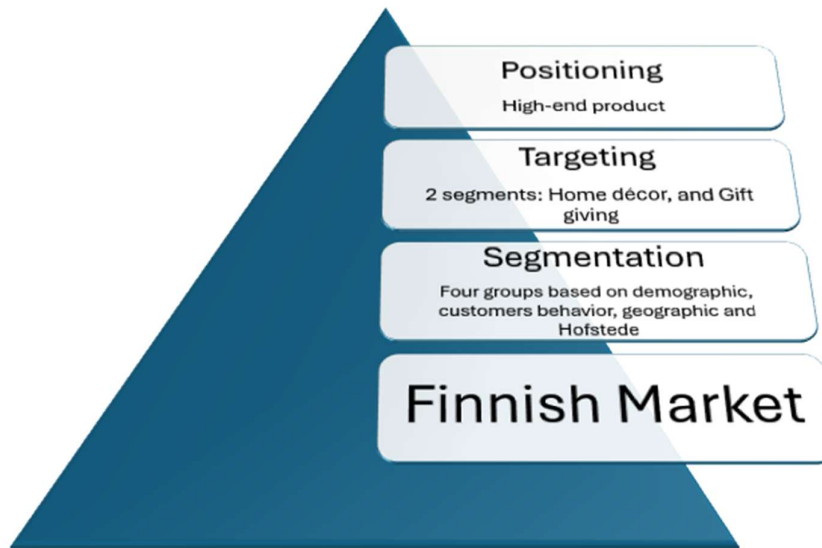 Positioning
High-end product
Targeting
2 segments: Home décor, and Gift
giving
Segmentation
Four groups based on demographic,
customers behavior, geographic and
Hofstede
Finnish Market